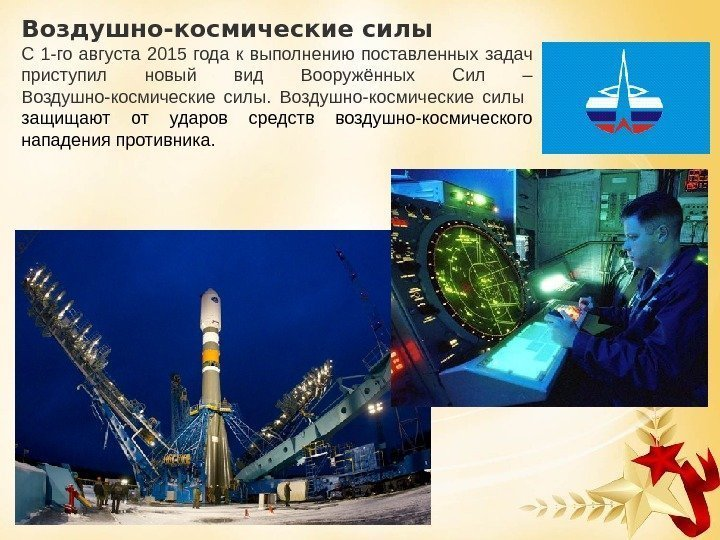 Воздушно-космические силы
С 1-го августа 2015 года к выполнению поставленных задач
приступил новый вид Вооружённых Сил –
Воздушно-космические силы. Воздушно-космические силы
защищают от ударов средств воздушно-космического
нападения противника.